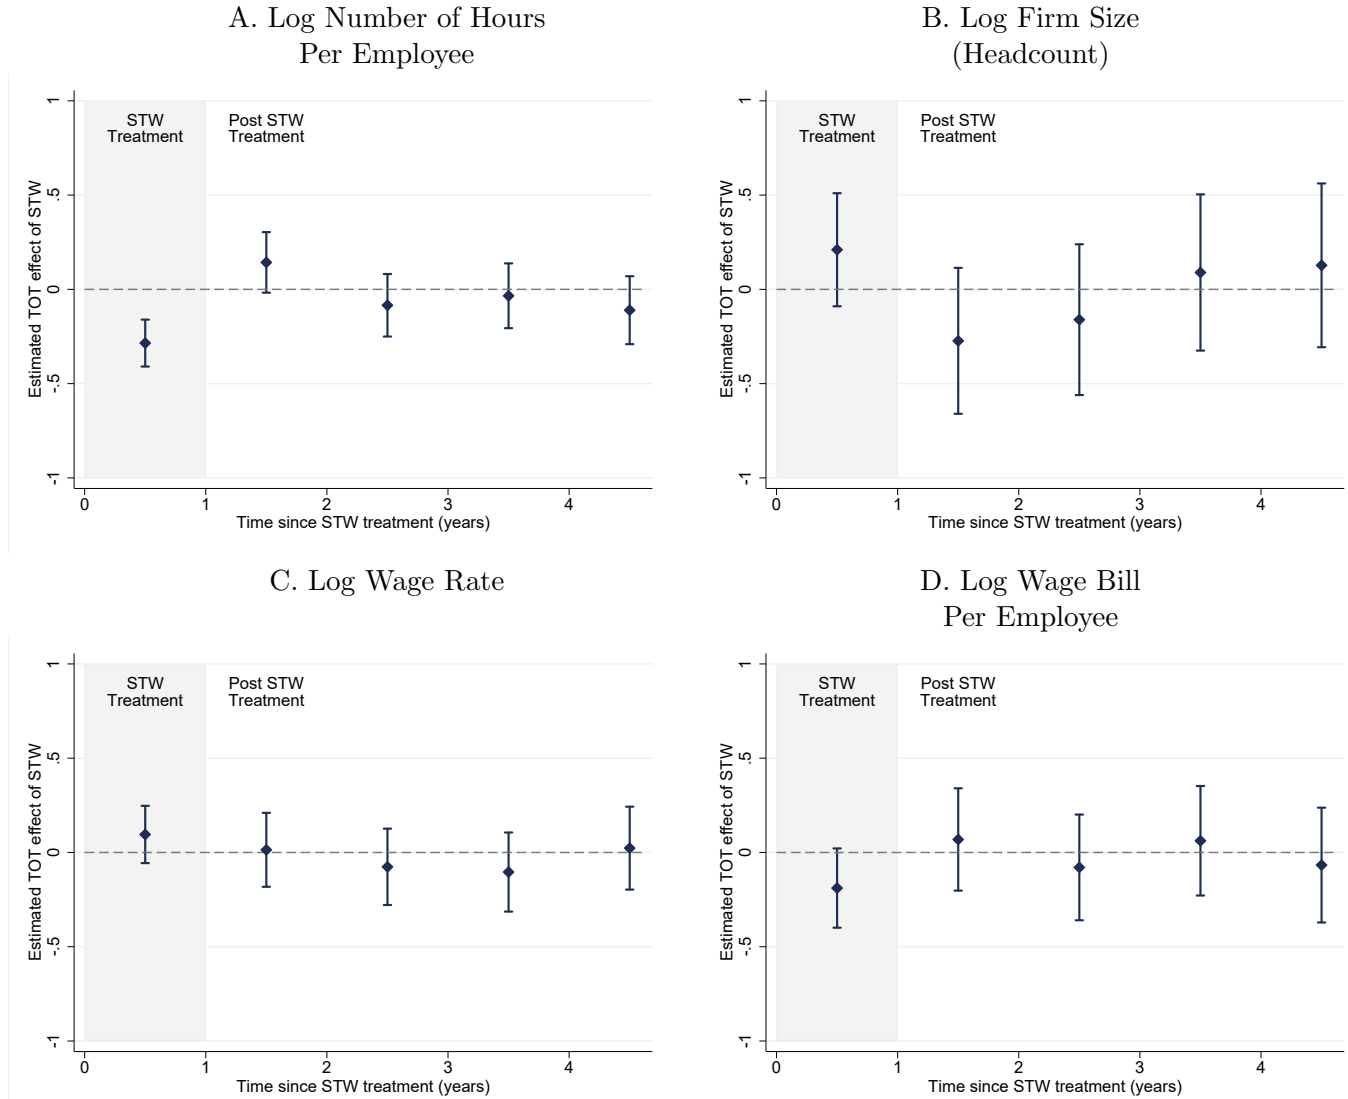 A. Log Number of Hours
Per Employee
1
.5
0
-.5
-1
Estimated TOT effect of STW
STW
Treatment
Post STW
Treatment
0
1
2
3
4
Time since STW treatment (years)
B. Log Firm Size
(Headcount)
1
.5
0
-.5
-1
Estimated TOT effect of STW
STW
Treatment
Post STW
Treatment
0
1
2
3
4
Time since STW treatment (years)
C. Log Wage Rate
1
.5
0
-.5
-1
Estimated TOT effect of STW
STW
Treatment
Post STW
Treatment
0
1
2
3
4
Time since STW treatment (years)
D. Log Wage Bill
Per Employee
1
.5
0
-.5
-1
Estimated TOT effect of STW
STW
Treatment
Post STW
Treatment
0
1
2
3
4
Time since STW treatment (years)